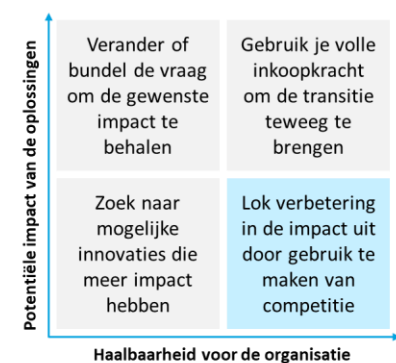 Potentiële impact van de oplossingen
Verander of
bundel de vraag
om de gewenste
impact te
behalen
Gebruik je volle
inkoopkracht
om de transitie
teweeg te
brengen
Zoek naar
mogelijke
innovaties die
meer impact
hebben
Lok verbetering
in de impact uit
door gebruik te
maken van
competitie
Haalbaarheid voor de organisatie